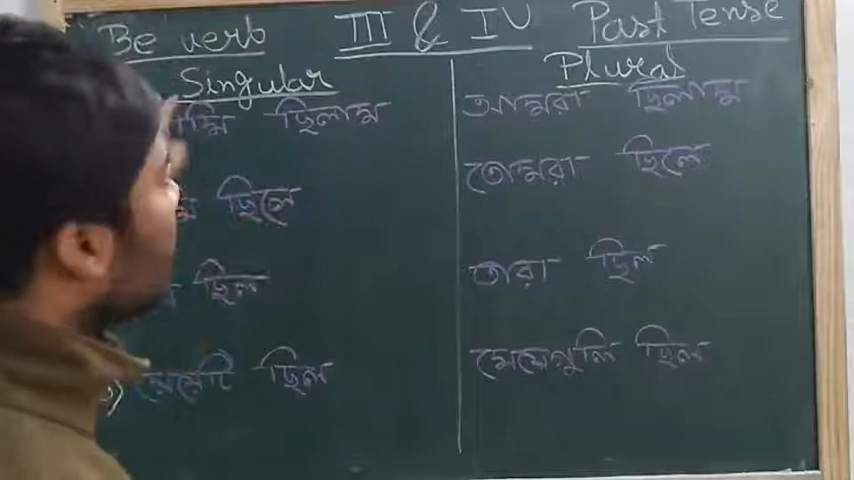 Be verb III & IV Past Tense
Singular Plural
ছিলাম আমরা ছিলাম
ছিলে তোমরা ছিলে
ছিল তারা ছিল
মেয়েটি ছিল মেয়েগুলি ছিল